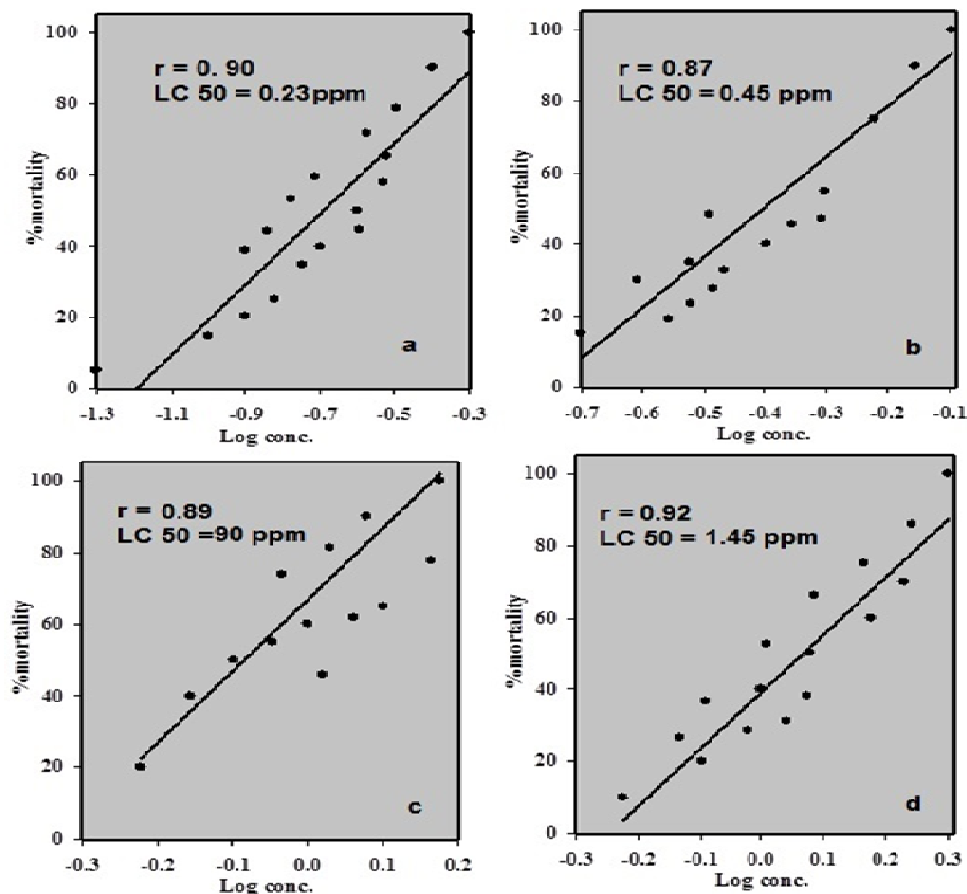 r = 0. 90
LC 50 = 0.23ppm
%mortality
100
80
60
40
20
0
a
-1.3 -1.1 -0.9 -0.7 -0.5 -0.3
Log conc.
r = 0.87
LC 50 = 0.45 ppm
%mortality
100
80
60
40
20
0
b
-0.7 -0.5 -0.4 -0.3 -0.2 -0.1
Log conc.
r = 0.89
LC 50 =90 ppm
%mortality
100
80
60
40
20
0
c
-0.3 -0.2 -0.1 0.0 0.1 0.2
Log conc.
r = 0.92
LC 50 = 1.45 ppm
%mortality
100
80
60
40
20
0
d
-0.3 -0.1 0.0 0.1 0.2 0.3
Log conc.